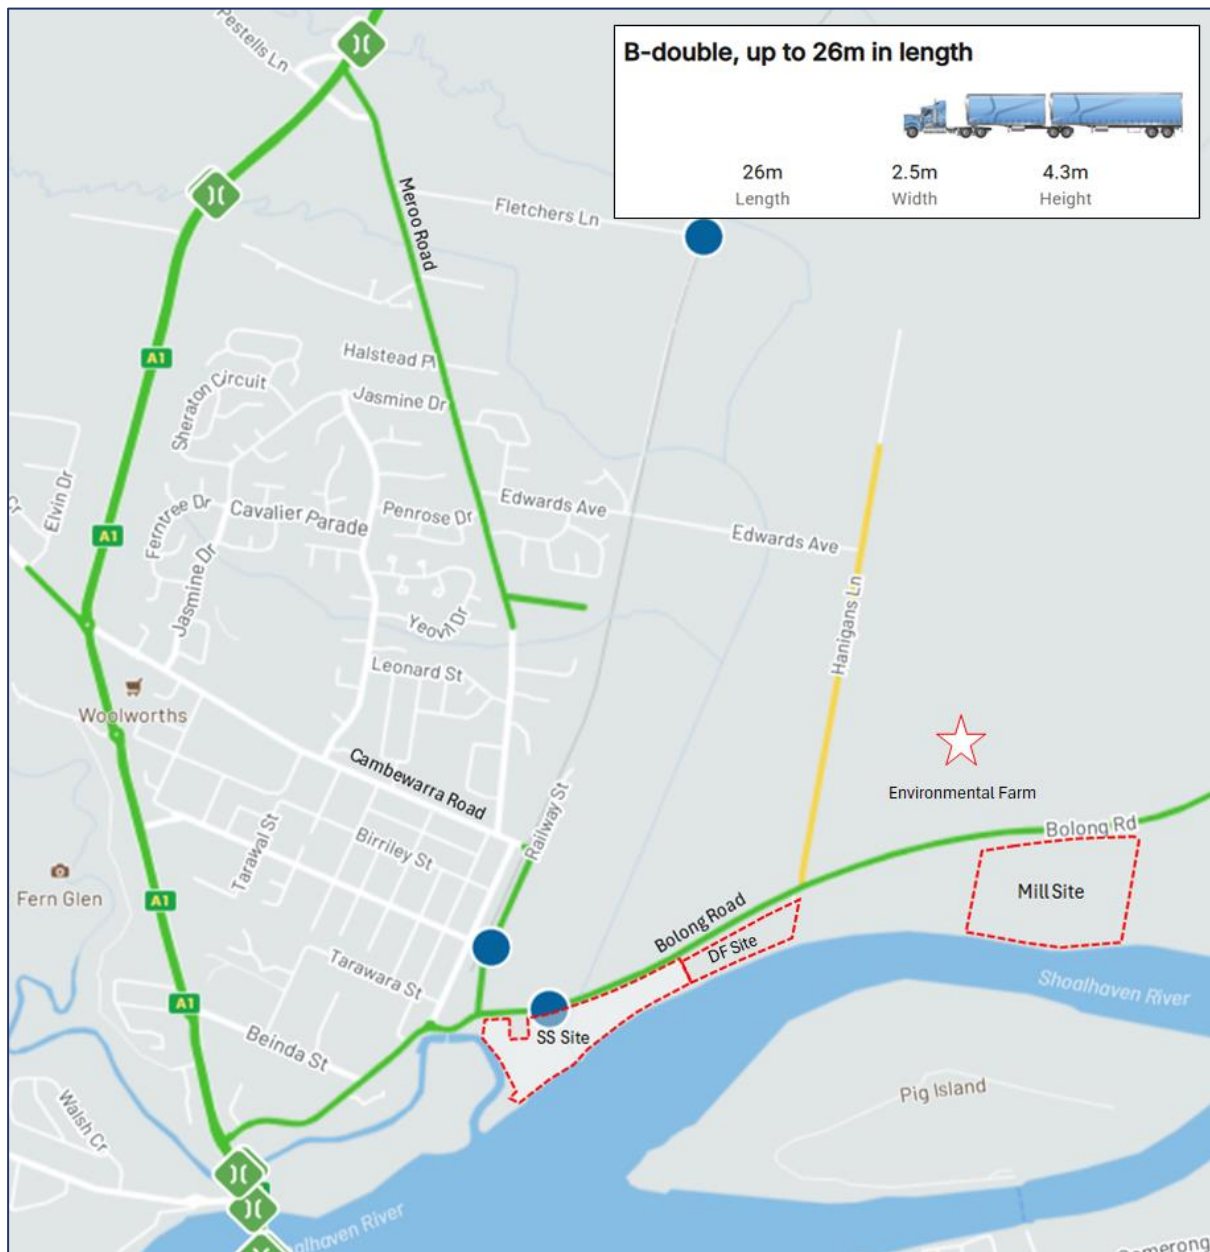 Pestells Ln
B-double, up to 26m in length
26m
2.5m
4.3m
Length
Width
Height
Meroo Road
Fletchers Ln
A1
Halstead Pl
Sheraton Circuit
Jasmine Dr
Elvin Dr
Cr
Ferntree Dr
Cavalier Parade
Penrose Dr
Edwards Ave
Edwards Ave
A1
Jasmine Dr
Hanigans Ln
Leonard St
Woolworths
Cambewarra Road
Railway St
Environmental Farm
Tarawal St
Birriley St
Bolong Rd
Fern Glen
A1
Mill Site
Bolong Road
DF Site
Tarawara St
Shoalhaven River
A1
Beinda St
SS Site
Walsh Cr
Pig Island